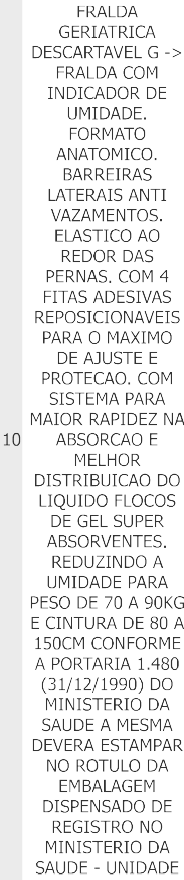 FRALDA
GERIATRICA
DESCARTAVEL G ->
FRALDA COM
INDICADOR DE
UMIDADE.
FORMATO
ANATOMICO.
BARREIRAS
LATERAIS ANTI
VAZAMENTOS.
ELASTICO AO
REDOR DAS
PERNAS. COM 4
FITAS ADESIVAS
REPOSICIONAVEIS
PARA O MAXIMO
DE AJUSTE E
PROTECAO. COM
SISTEMA PARA
MAIOR RAPIDEZ NA
10 ABSORCAO E
MELHOR
DISTRIBUICAO DO
LIQUIDO FLOCOS
DE GEL SUPER
ABSORVENTES.
REDUZINDO A
UMIDADE PARA
PESO DE 70 A 90KG
E CINTURA DE 80 A
150CM CONFORME
A PORTARIA 1.480
(31/12/1990) DO
MINISTERIO DA
SAUDE A MESMA
DEVERA ESTAMPAR
NO ROTULO DA
EMBALAGEM
DISPENSADO DE
REGISTRO NO
MINISTERIO DA
SAUDE - UNIDADE